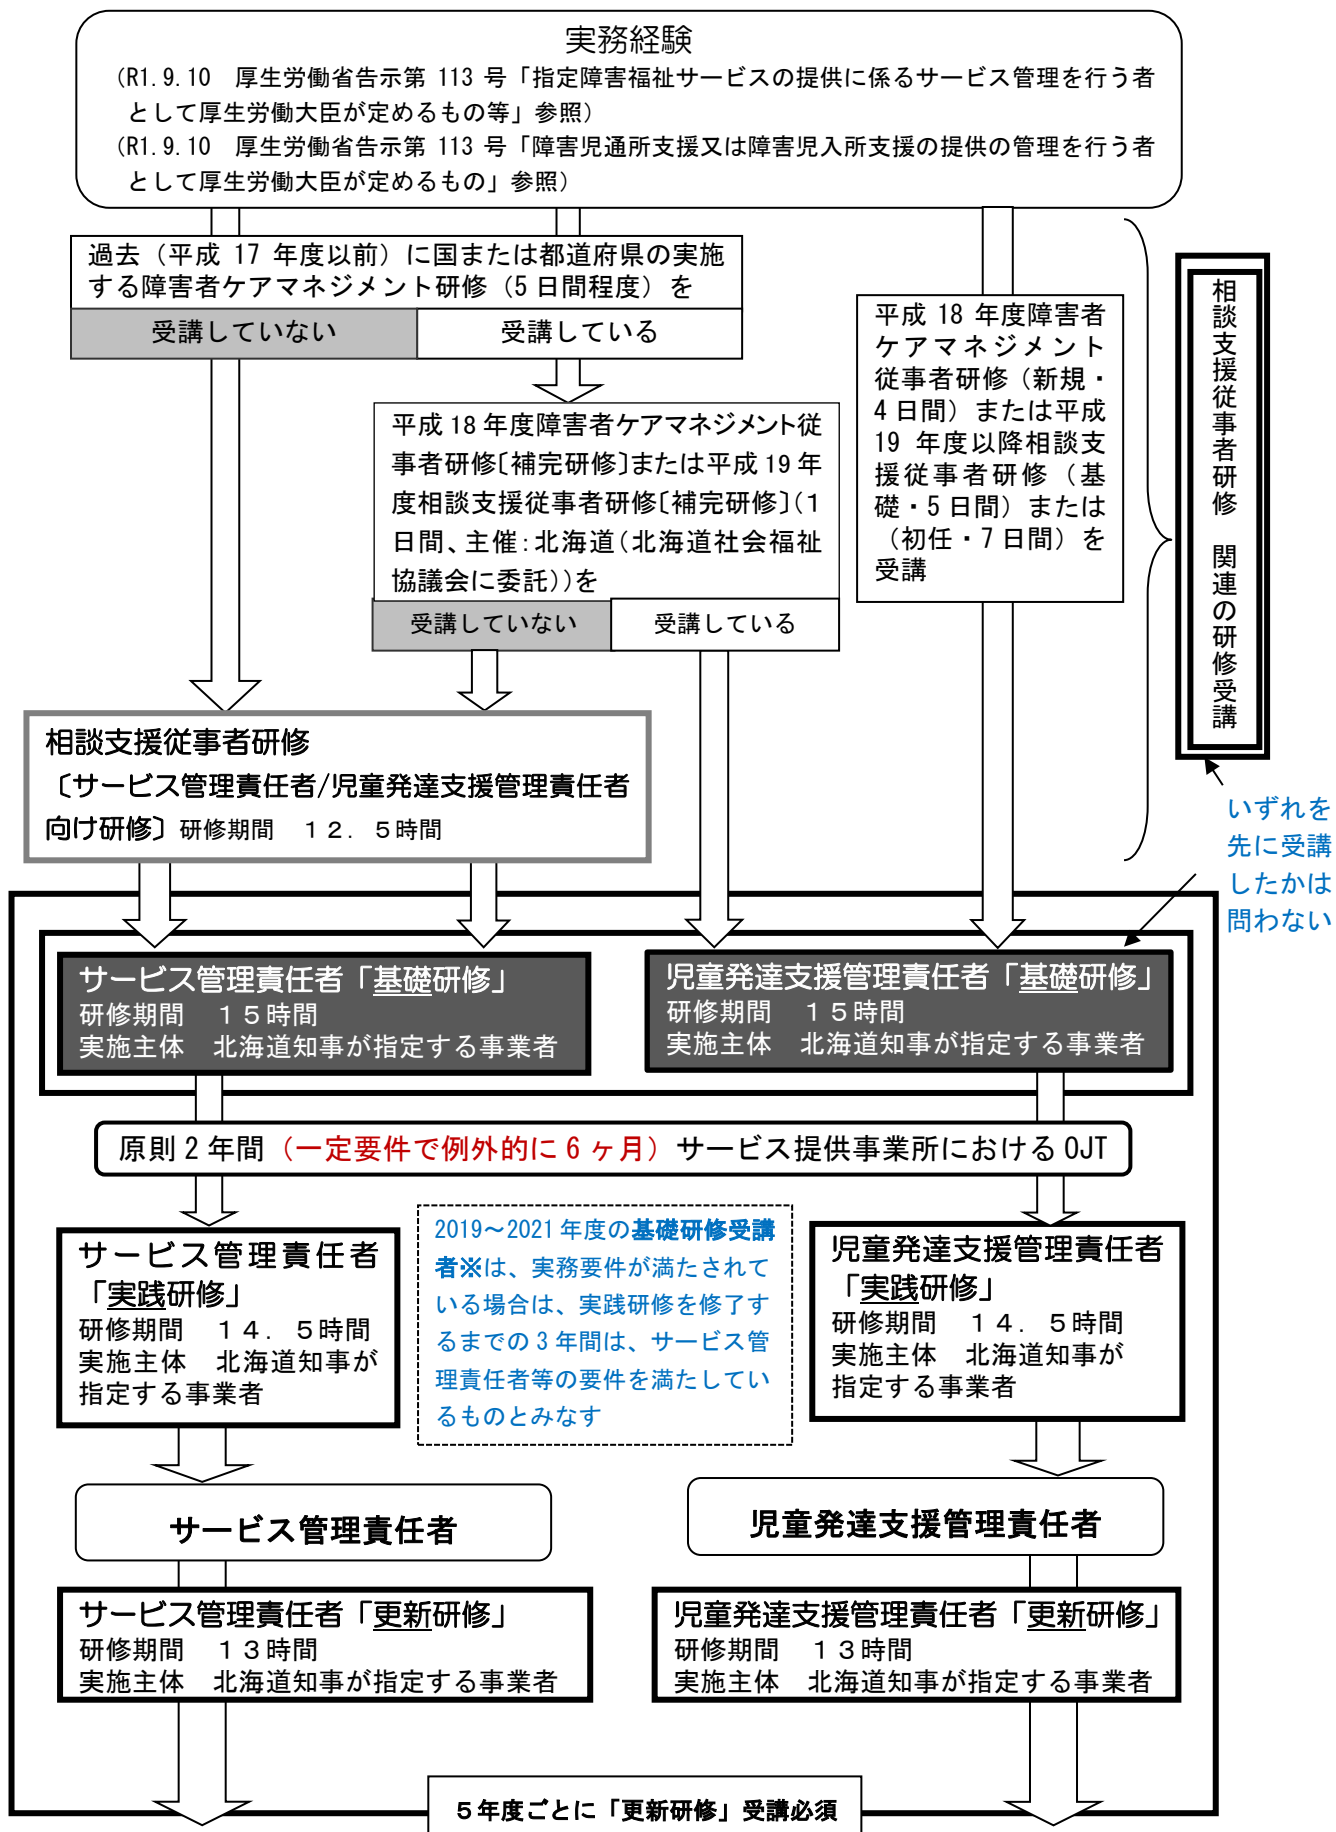 実務経験
（R1.9.10　厚生労働省告示第 113 号「指定障害福祉サービスの提供に係るサービス管理を行う者
として厚生労働大臣が定めるもの等」参照）
（R1.9.10　厚生労働省告示第 113 号「障害児通所支援又は障害児入所支援の提供の管理を行う者
として厚生労働大臣が定めるもの」参照）
過去（平成 17 年度以前）に国または都道府県の実施
する障害者ケアマネジメント研修（5 日間程度）を
受講していない
受講している
平成 18 年度障害者ケアマネジメント従
事者研修〔補完研修〕または平成 19 年
度相談支援従事者研修〔補完研修〕（1
日間、主催：北海道（北海道社会福祉
協議会に委託））を
受講していない
受講している
平成 18 年度障害者
ケアマネジメント
従事者研修（新規・
4 日間）または平成
19 年度以降相談支
援従事者研修（基
礎・5 日間）または
（初任・7 日間）を
受講
相談支援従事者研修　関連の研修受講
相談支援従事者研修
〔サービス管理責任者/児童発達支援管理責任者
向け研修〕研修期間　１２．５時間
いずれを
先に受講
したかは
問わない
サービス管理責任者「基礎研修」
研修期間　１５時間
実施主体　北海道知事が指定する事業者
児童発達支援管理責任者「基礎研修」
研修期間　１５時間
実施主体　北海道知事が指定する事業者
原則 2 年間（一定要件で例外的に 6 ヶ月）サービス提供事業所における OJT
サービス管理責任者
「実践研修」
研修期間　１４．５時間
実施主体　北海道知事が
指定する事業者
2019～2021 年度の基礎研修受講
者※は、実務要件が満たされて
いる場合は、実践研修を修了す
るまでの 3 年間は、サービス管
理責任者等の要件を満たしてい
るものとみなす
児童発達支援管理責任者
「実践研修」
研修期間　１４．５時間
実施主体　北海道知事が
指定する事業者
サービス管理責任者
児童発達支援管理責任者
サービス管理責任者「更新研修」
研修期間　１３時間
実施主体　北海道知事が指定する事業者
児童発達支援管理責任者「更新研修」
研修期間　１３時間
実施主体　北海道知事が指定する事業者
５年度ごとに「更新研修」受講必須